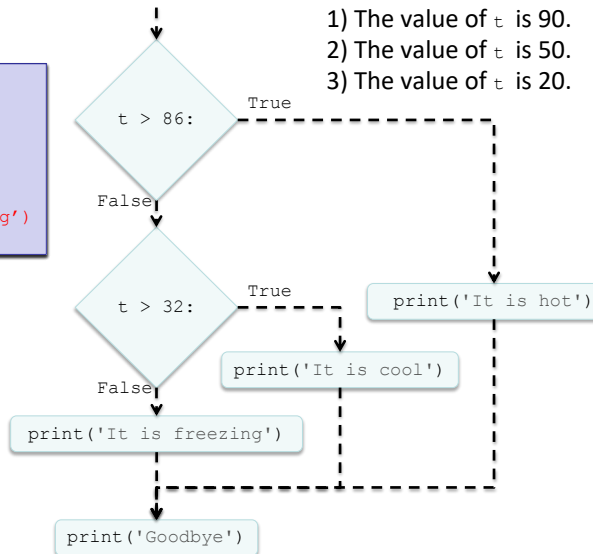 1) The value of t is 90.
2) The value of t is 50.
3) The value of t is 20.
True
t > 86:
False
g')
True
t > 32:
print('It is hot')
print('It is cool')
False
print('It is freezing')
print('Goodbye')